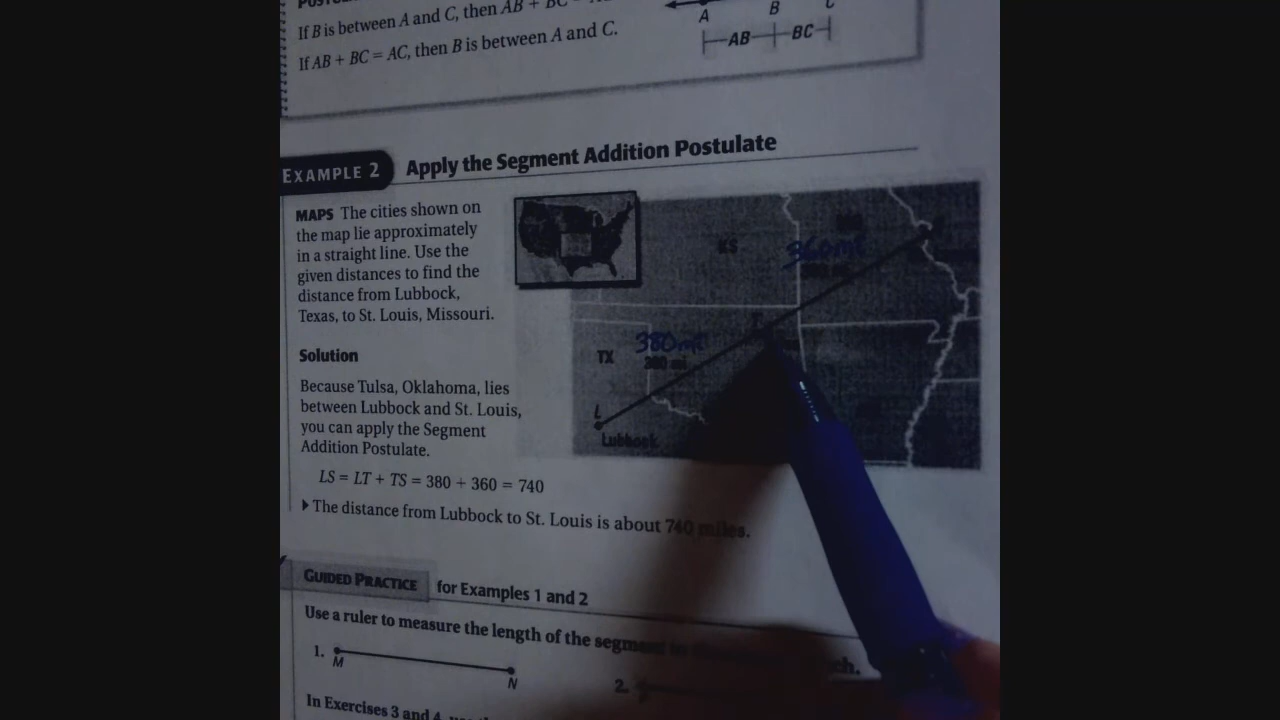 If B is between A and C, then AB + BC =
If AB + BC = AC, then B is between A and C.
A B C
AB BC
EXAMPLE 2 Apply the Segment Addition Postulate
MAPS The cities shown on
the map lie approximately
in a straight line. Use the
given distances to find the
distance from Lubbock,
Texas, to St. Louis, Missouri.
KS
360mi
TX
380mi
L
Lubbock
Solution
Because Tulsa, Oklahoma, lies
between Lubbock and St. Louis,
you can apply the Segment
Addition Postulate.
LS = LT + TS = 380 + 360 = 740
The distance from Lubbock to St. Louis is about 740 miles.
GUIDED PRACTICE for Examples 1 and 2
Use a ruler to measure the length of the segment to
1. M N
2.
In Exercises 3 and 4,